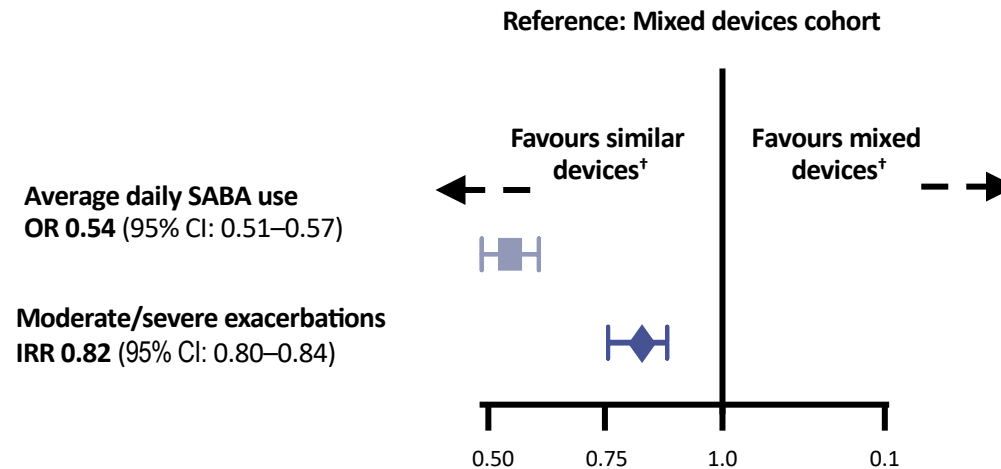 Reference: Mixed devices cohort
Favours similar
devices†
Favours mixed
devices†
Average daily SABA use
OR 0.54 (95% CI: 0.51–0.57)
Moderate/severe exacerbations
IRR 0.82 (95% CI: 0.80–0.84)
0.50 0.75 1.0 0.1